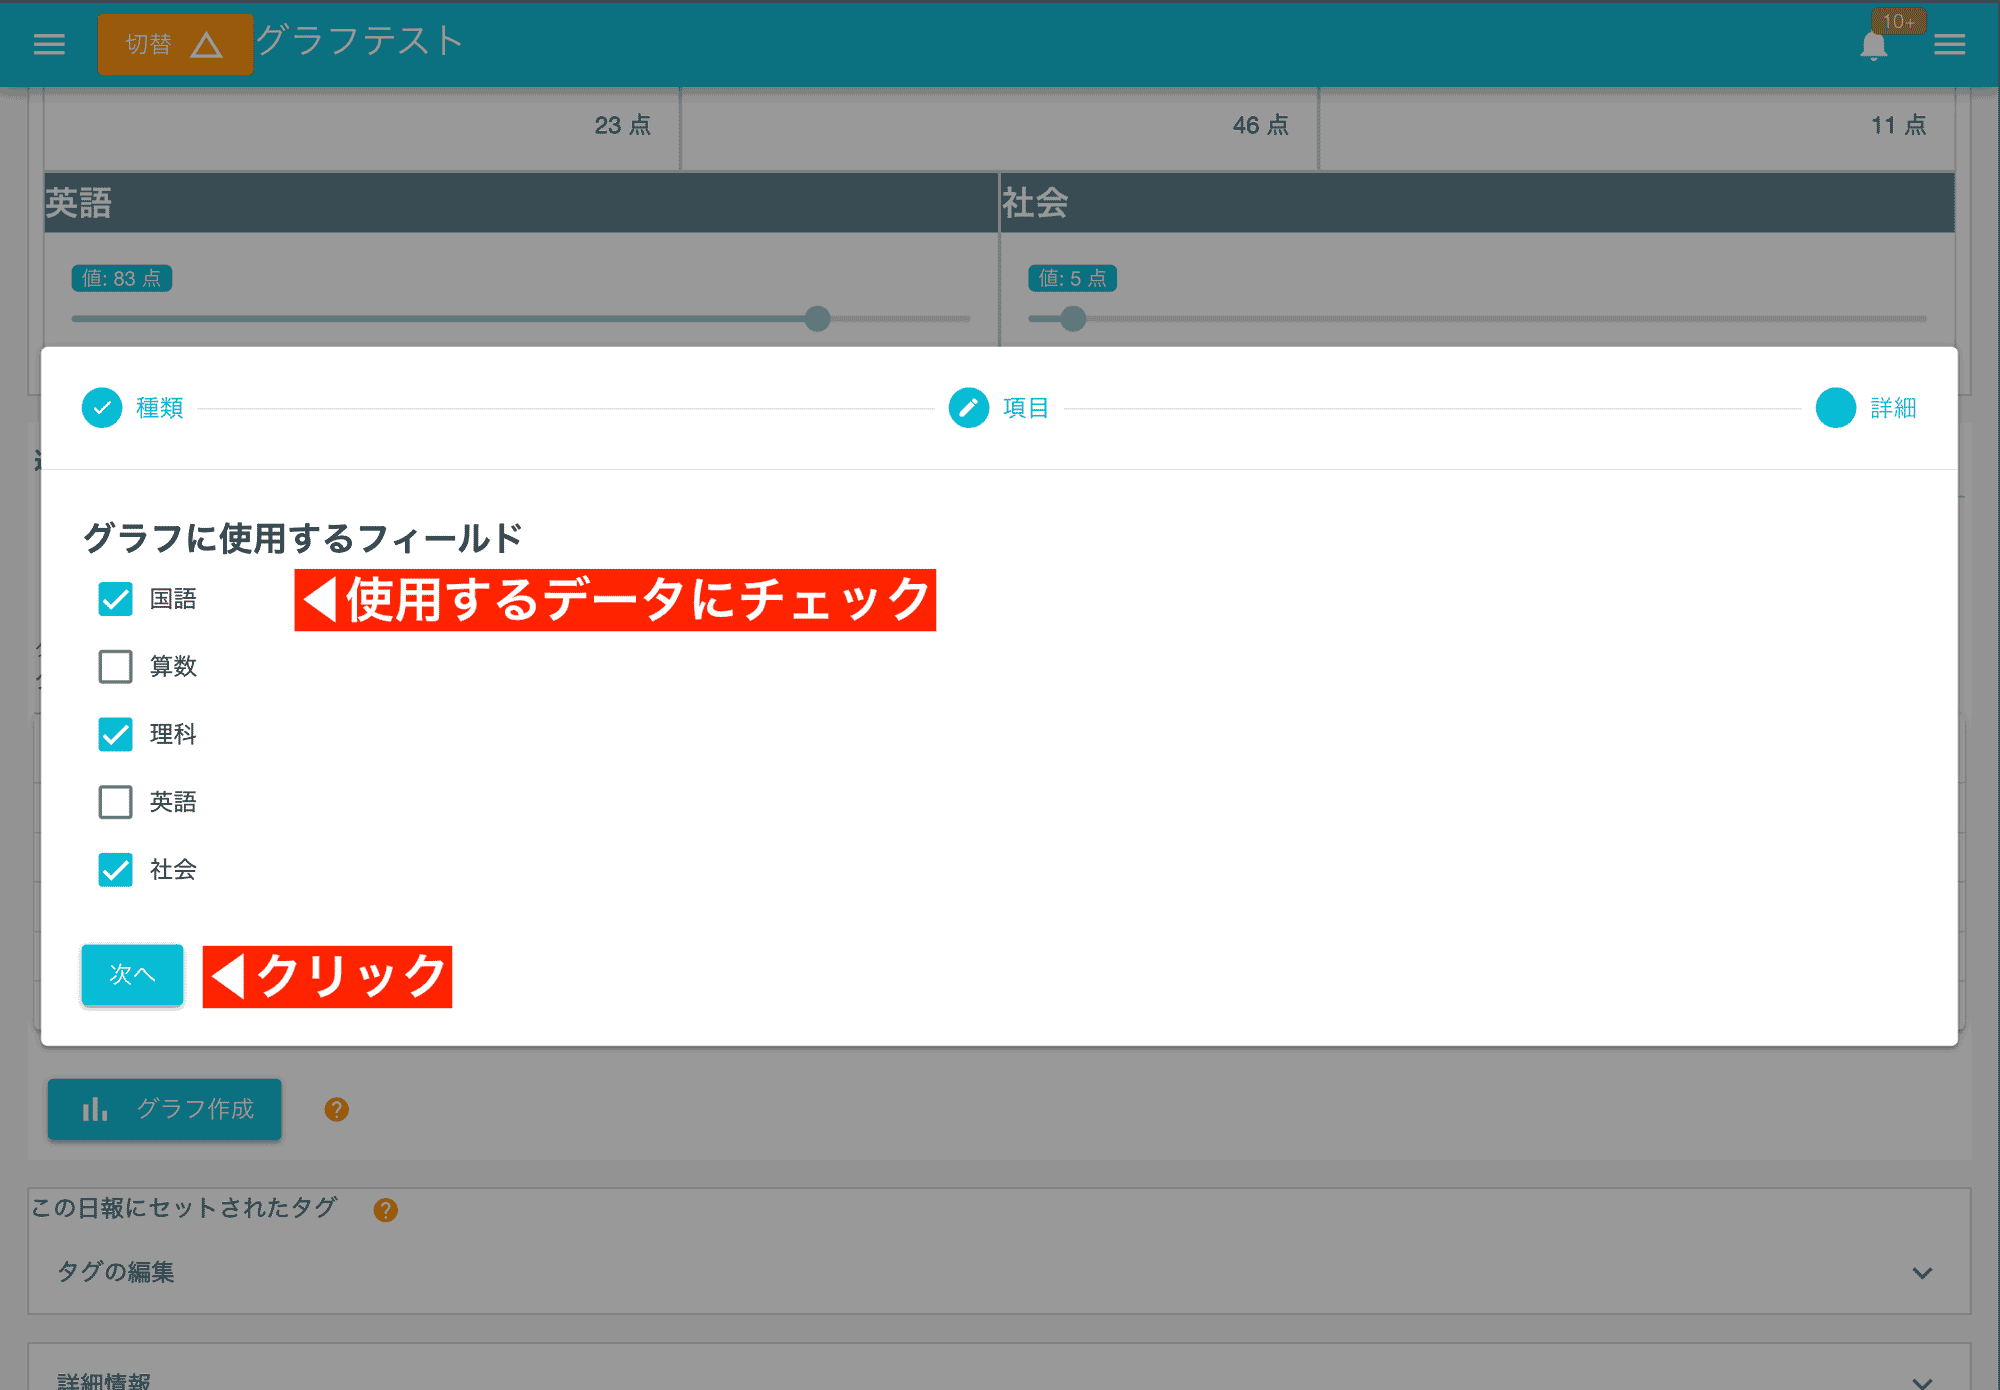 切替 グラフテスト 10+
23 点 46 点 11 点
英語 社会
値: 83 点 値: 5 点
種類 項目 詳細
グラフに使用するフィールド
国語 ◀使用するデータにチェック
算数
理科
英語
社会
次へ ◀クリック
グラフ作成 ?
この日報にセットされたタグ ?
タグの編集
詳細情報